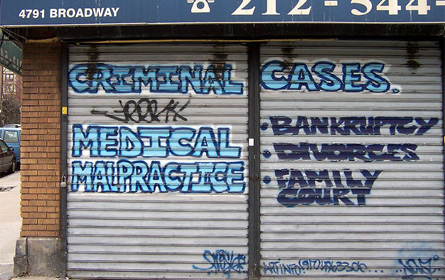 4791 BROADWAY ☎ 212-544
CRIMINAL CASES.
MEDICAL
MALPRACTICE
• BANKRUPTCY
• DIVORCES
• FAMILY
COURT